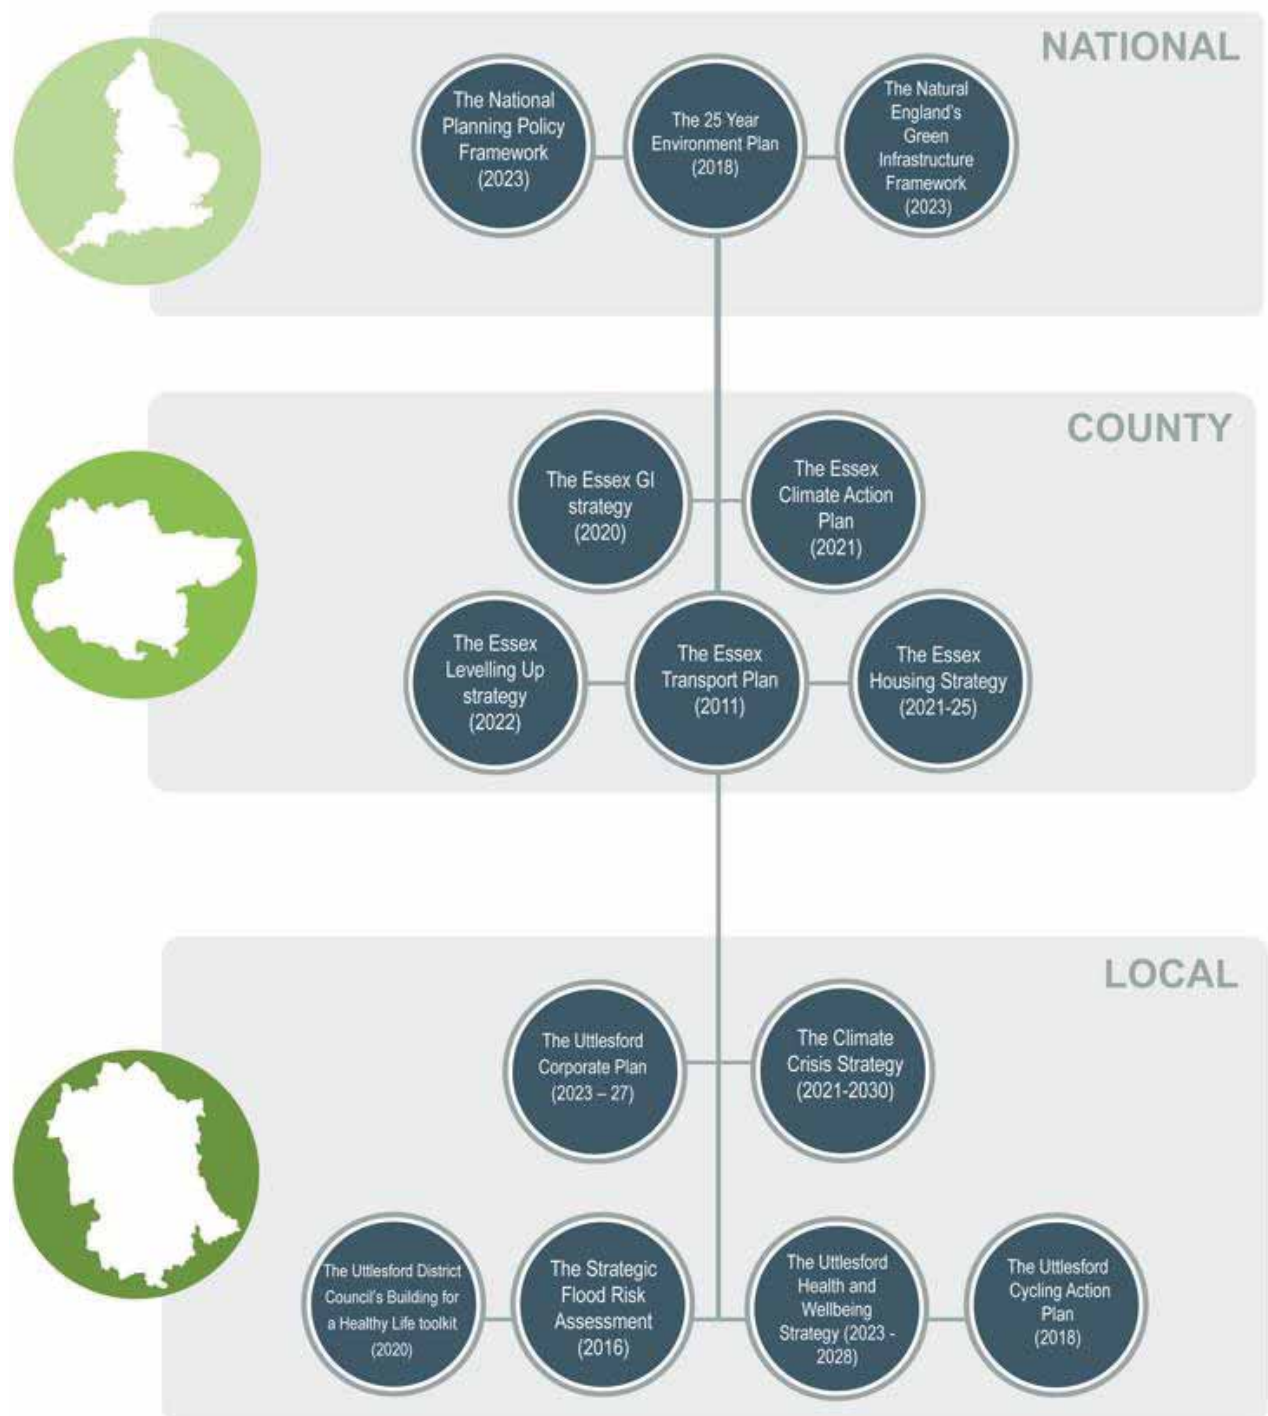 NATIONAL
The National
Planning Policy
Framework
(2023)
The 25 Year
Environment Plan
(2018)
The Natural
England's
Green
Infrastructure
Framework
(2023)
COUNTY
The Essex GI
strategy
(2020)
The Essex
Climate Action
Plan
(2021)
The Essex
Levelling Up
strategy
(2022)
The Essex
Transport Plan
(2011)
The Essex
Housing Strategy
(2021-25)
LOCAL
The Uttlesford
Corporate Plan
(2023 – 27)
The Climate
Crisis Strategy
(2021-2030)
The Uttlesford District
Council's Building for
a Healthy Life toolkit
(2020)
The Strategic
Flood Risk
Assessment
(2016)
The Uttlesford
Health and
Wellbeing
Strategy (2023 -
2028)
The Uttlesford
Cycling Action
Plan
(2018)